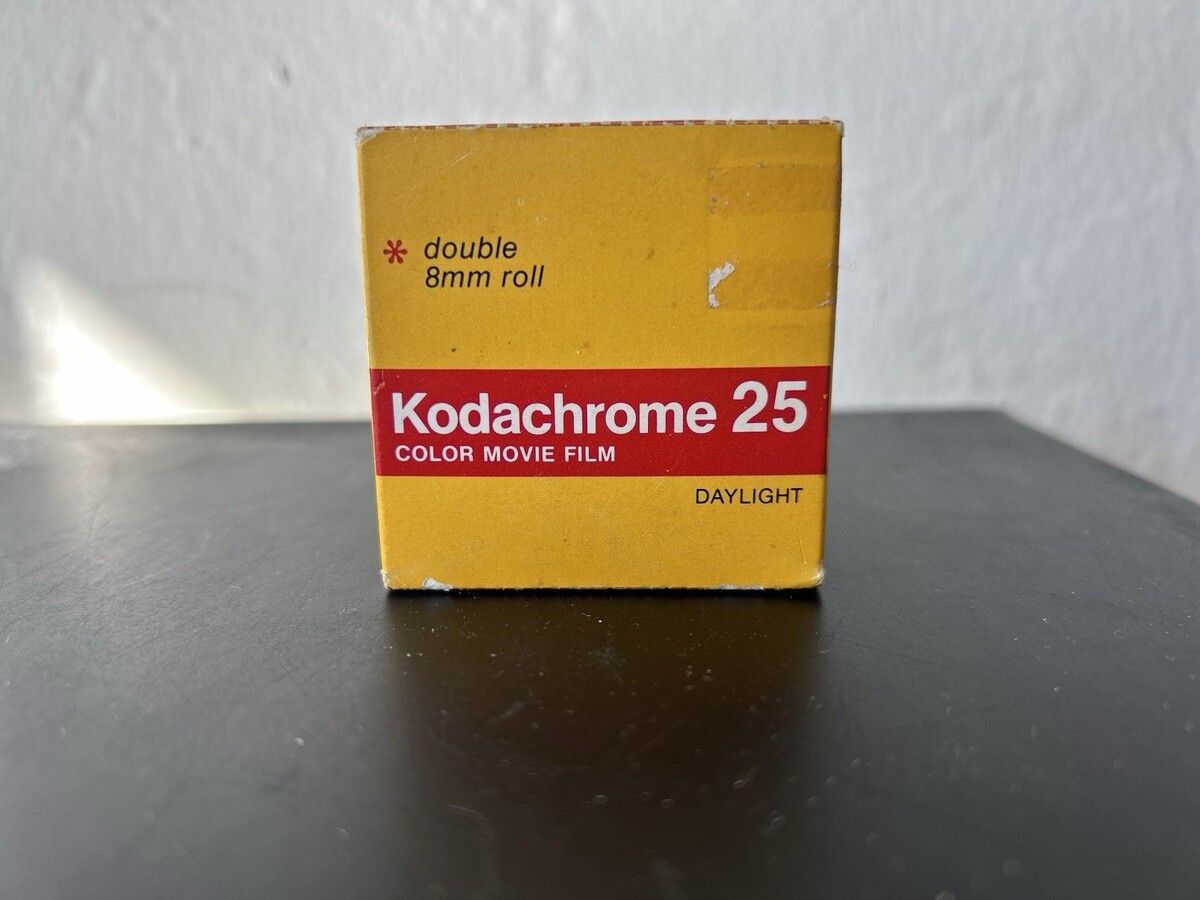 * double
8mm roll
Kodachrome 25
COLOR MOVIE FILM
DAYLIGHT